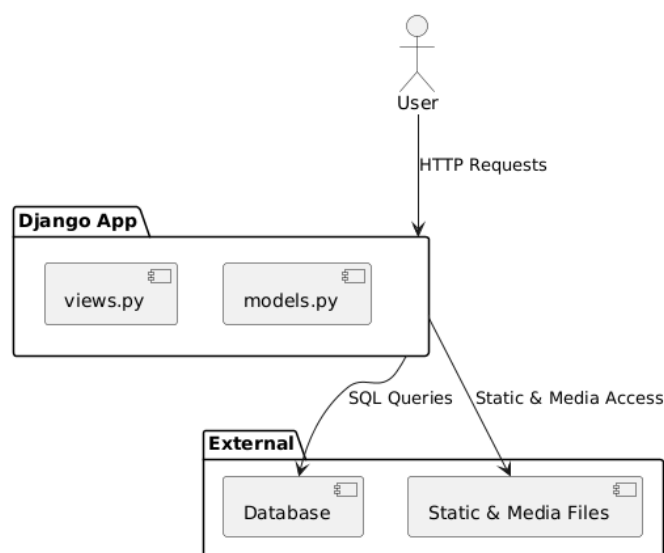 User
HTTP Requests
Django App
views.py
models.py
SQL Queries
Static & Media Access
External
Database
Static & Media Files